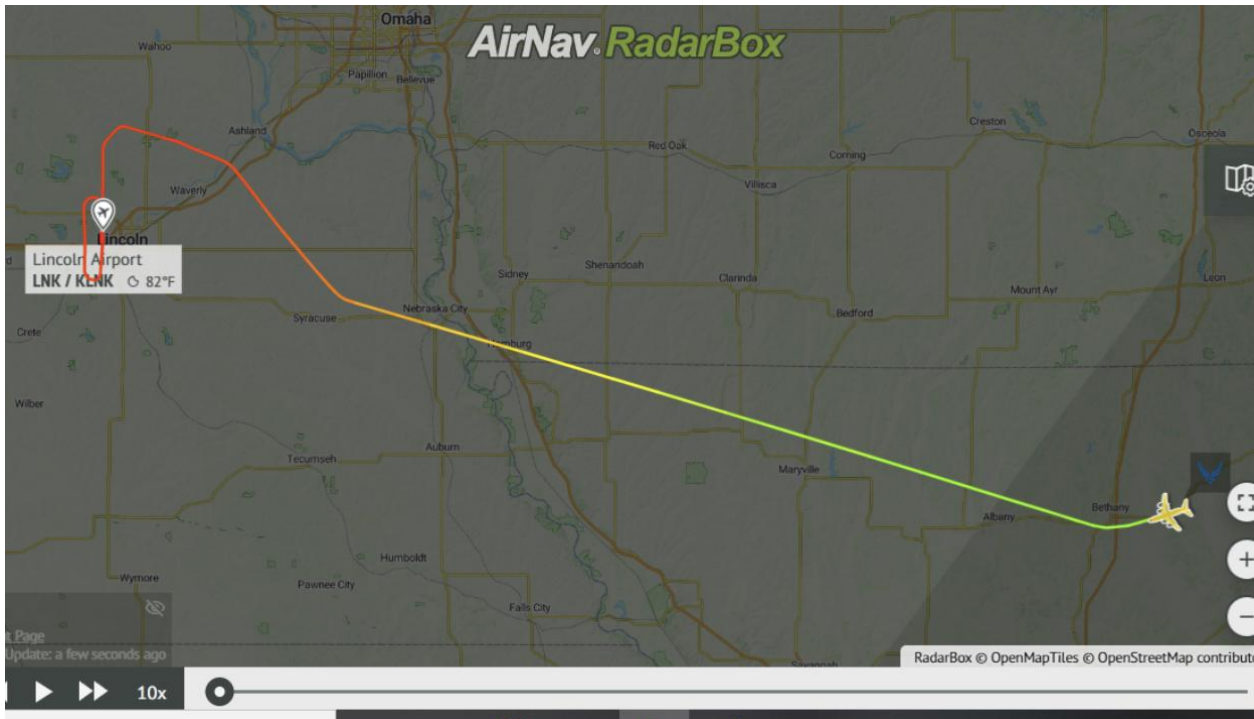 Omaha
AirNav RadarBox
Wahoo
Papillion
Bellevue
Ashland
Creston
Osceola
Red Oak
Corning
Waverly
Villisca
Lincoln
Lincoln Airport
LNK / KLNK 82°F
Shenandoah
Sidney
Clarinda
Leon
Mount Ayr
Nebraska City
Syracuse
Bedford
Crete
Hamburg
Wilber
Auburn
Tecumseh
Maryville
Bethany
Albany
Humboldt
Wymore
Pawnee City
Falls City
t Page
Update: a few seconds ago
Savannah
RadarBox © OpenMapTiles © OpenStreetMap contribut
10x